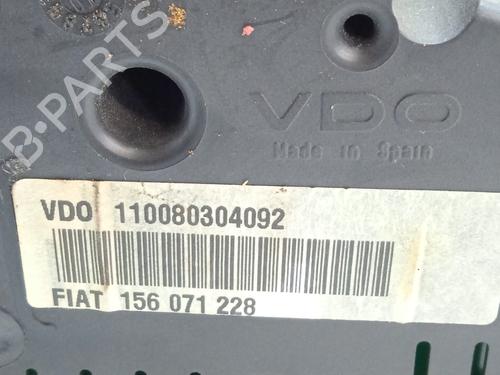 B-PARTS
VDO
Made in Spain
VDO 110080304092
FIAT 156 071 228